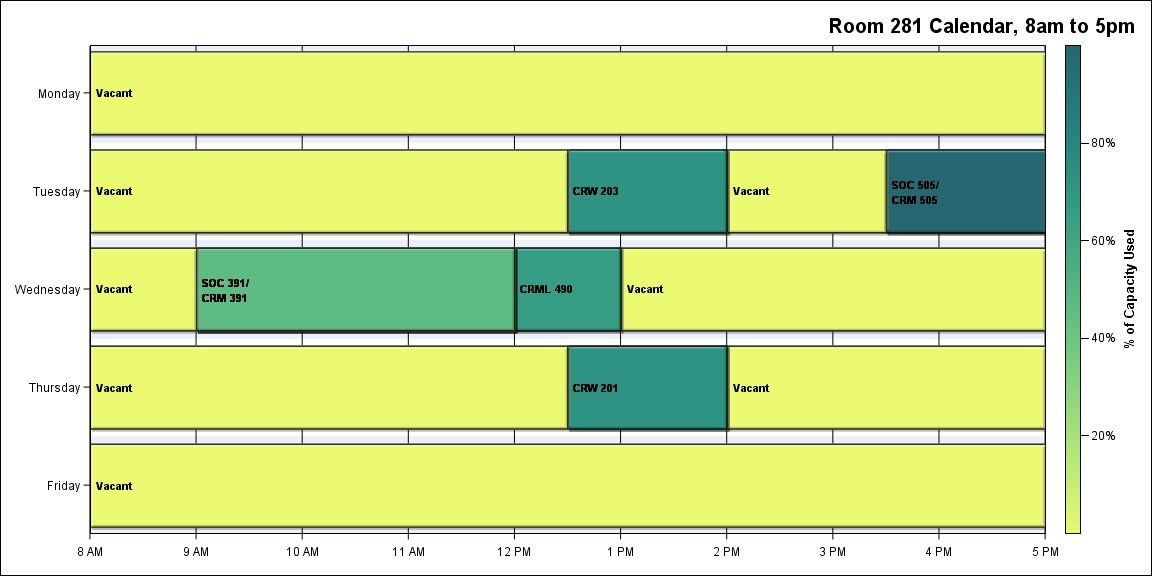 Room 281 Calendar, 8am to 5pm
Monday
Vacant
Tuesday
Vacant
CRW 203
Vacant
SOC 505/
CRM 505
Wednesday
Vacant
SOC 391/
CRM 391
CRML 490
Vacant
Thursday
Vacant
CRW 201
Vacant
Friday
Vacant
8 AM
9 AM
10 AM
11 AM
12 PM
1 PM
2 PM
3 PM
4 PM
5 PM
80%
60%
40%
20%
% of Capacity Used